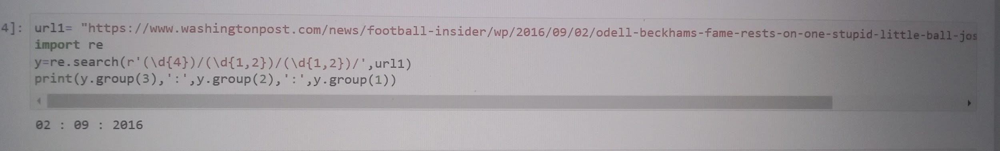 4]: url1= "https://www.washingtonpost.com/news/football-insider/wp/2016/09/02/odell-beckhams-fame-rests-on-one-stupid-little-ball-jos
import re
y=re.search(r'(\d{4})/(\d{1,2})/(\d{1,2})/',url1)
print(y.group(3),':',y.group(2),':',y.group(1))
02 : 09 : 2016